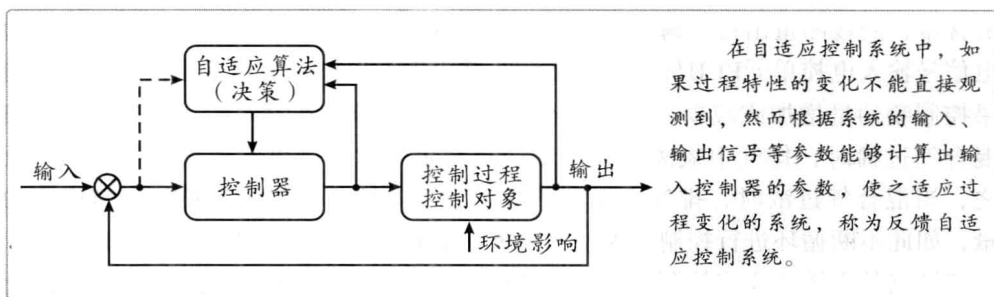 自适应算法
（决策）
输入
控制器
控制过程
控制对象
输出
环境影响
在自适应控制系统中，如
果过程特性的变化不能直接观
测到，然而根据系统的输入、
输出信号等参数能够计算出输
入控制器的参数，使之适应过
程变化的系统，称为反馈自适
应控制系统。